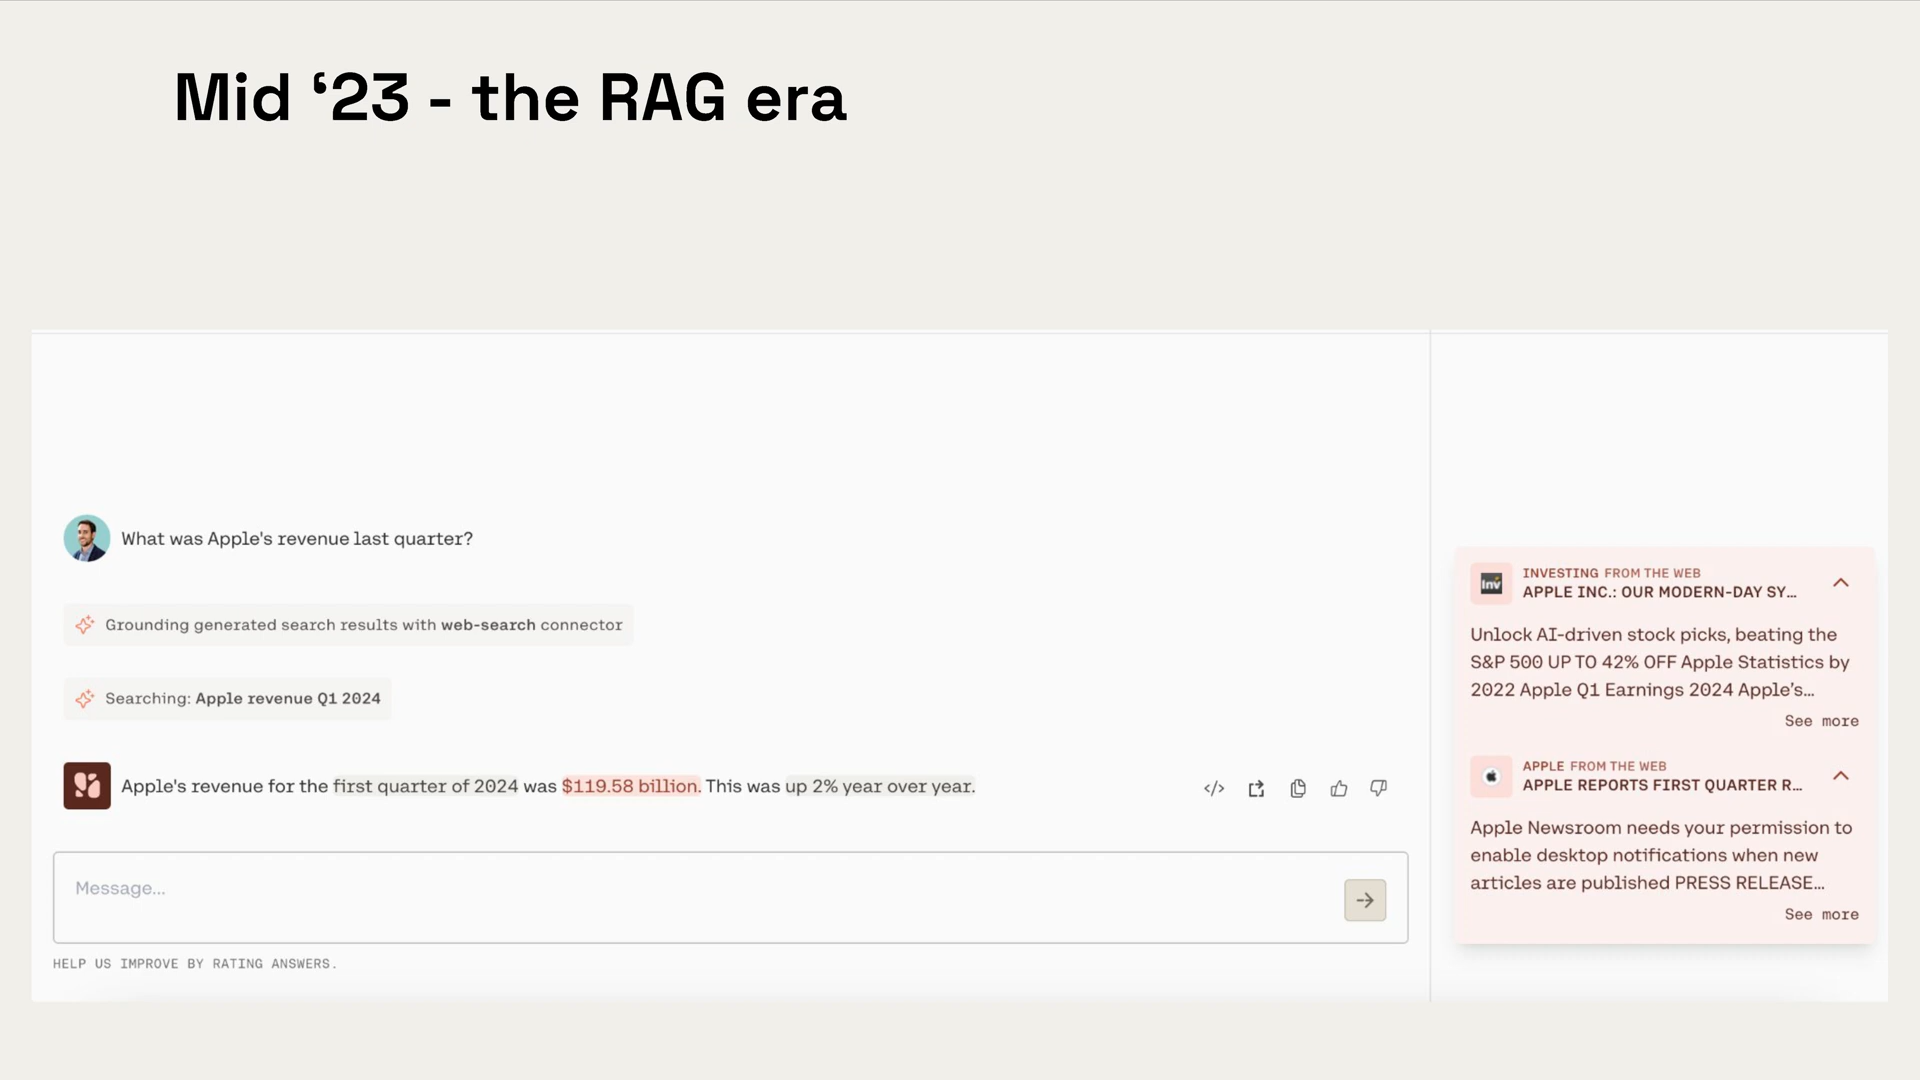 Mid ‘23 - the RAG era
What was Apple's revenue last quarter?
Grounding generated search results with web-search connector
Searching: Apple revenue Q1 2024
Apple's revenue for the first quarter of 2024 was $119.58 billion. This was up 2% year over year.
</>
Message...
HELP US IMPROVE BY RATING ANSWERS.
Inv
INVESTING FROM THE WEB
APPLE INC.: OUR MODERN-DAY SY...
Unlock AI-driven stock picks, beating the
S&P 500 UP TO 42% OFF Apple Statistics by
2022 Apple Q1 Earnings 2024 Apple’s...
See more
APPLE FROM THE WEB
APPLE REPORTS FIRST QUARTER R...
Apple Newsroom needs your permission to
enable desktop notifications when new
articles are published PRESS RELEASE...
See more